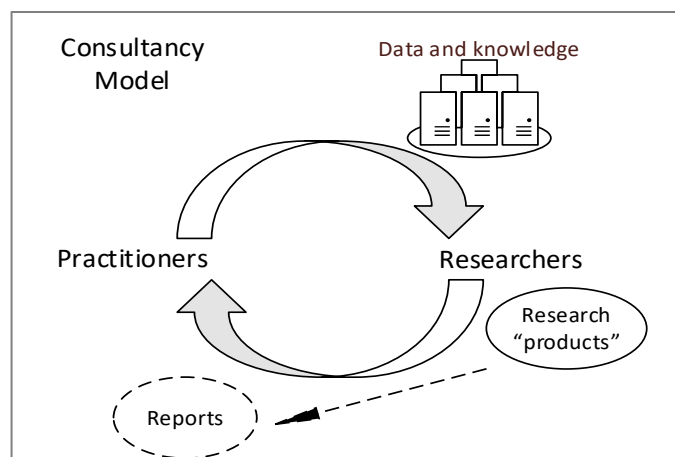 Consultancy
Model
Data and knowledge
Practitioners
Researchers
Research
“products”
Reports